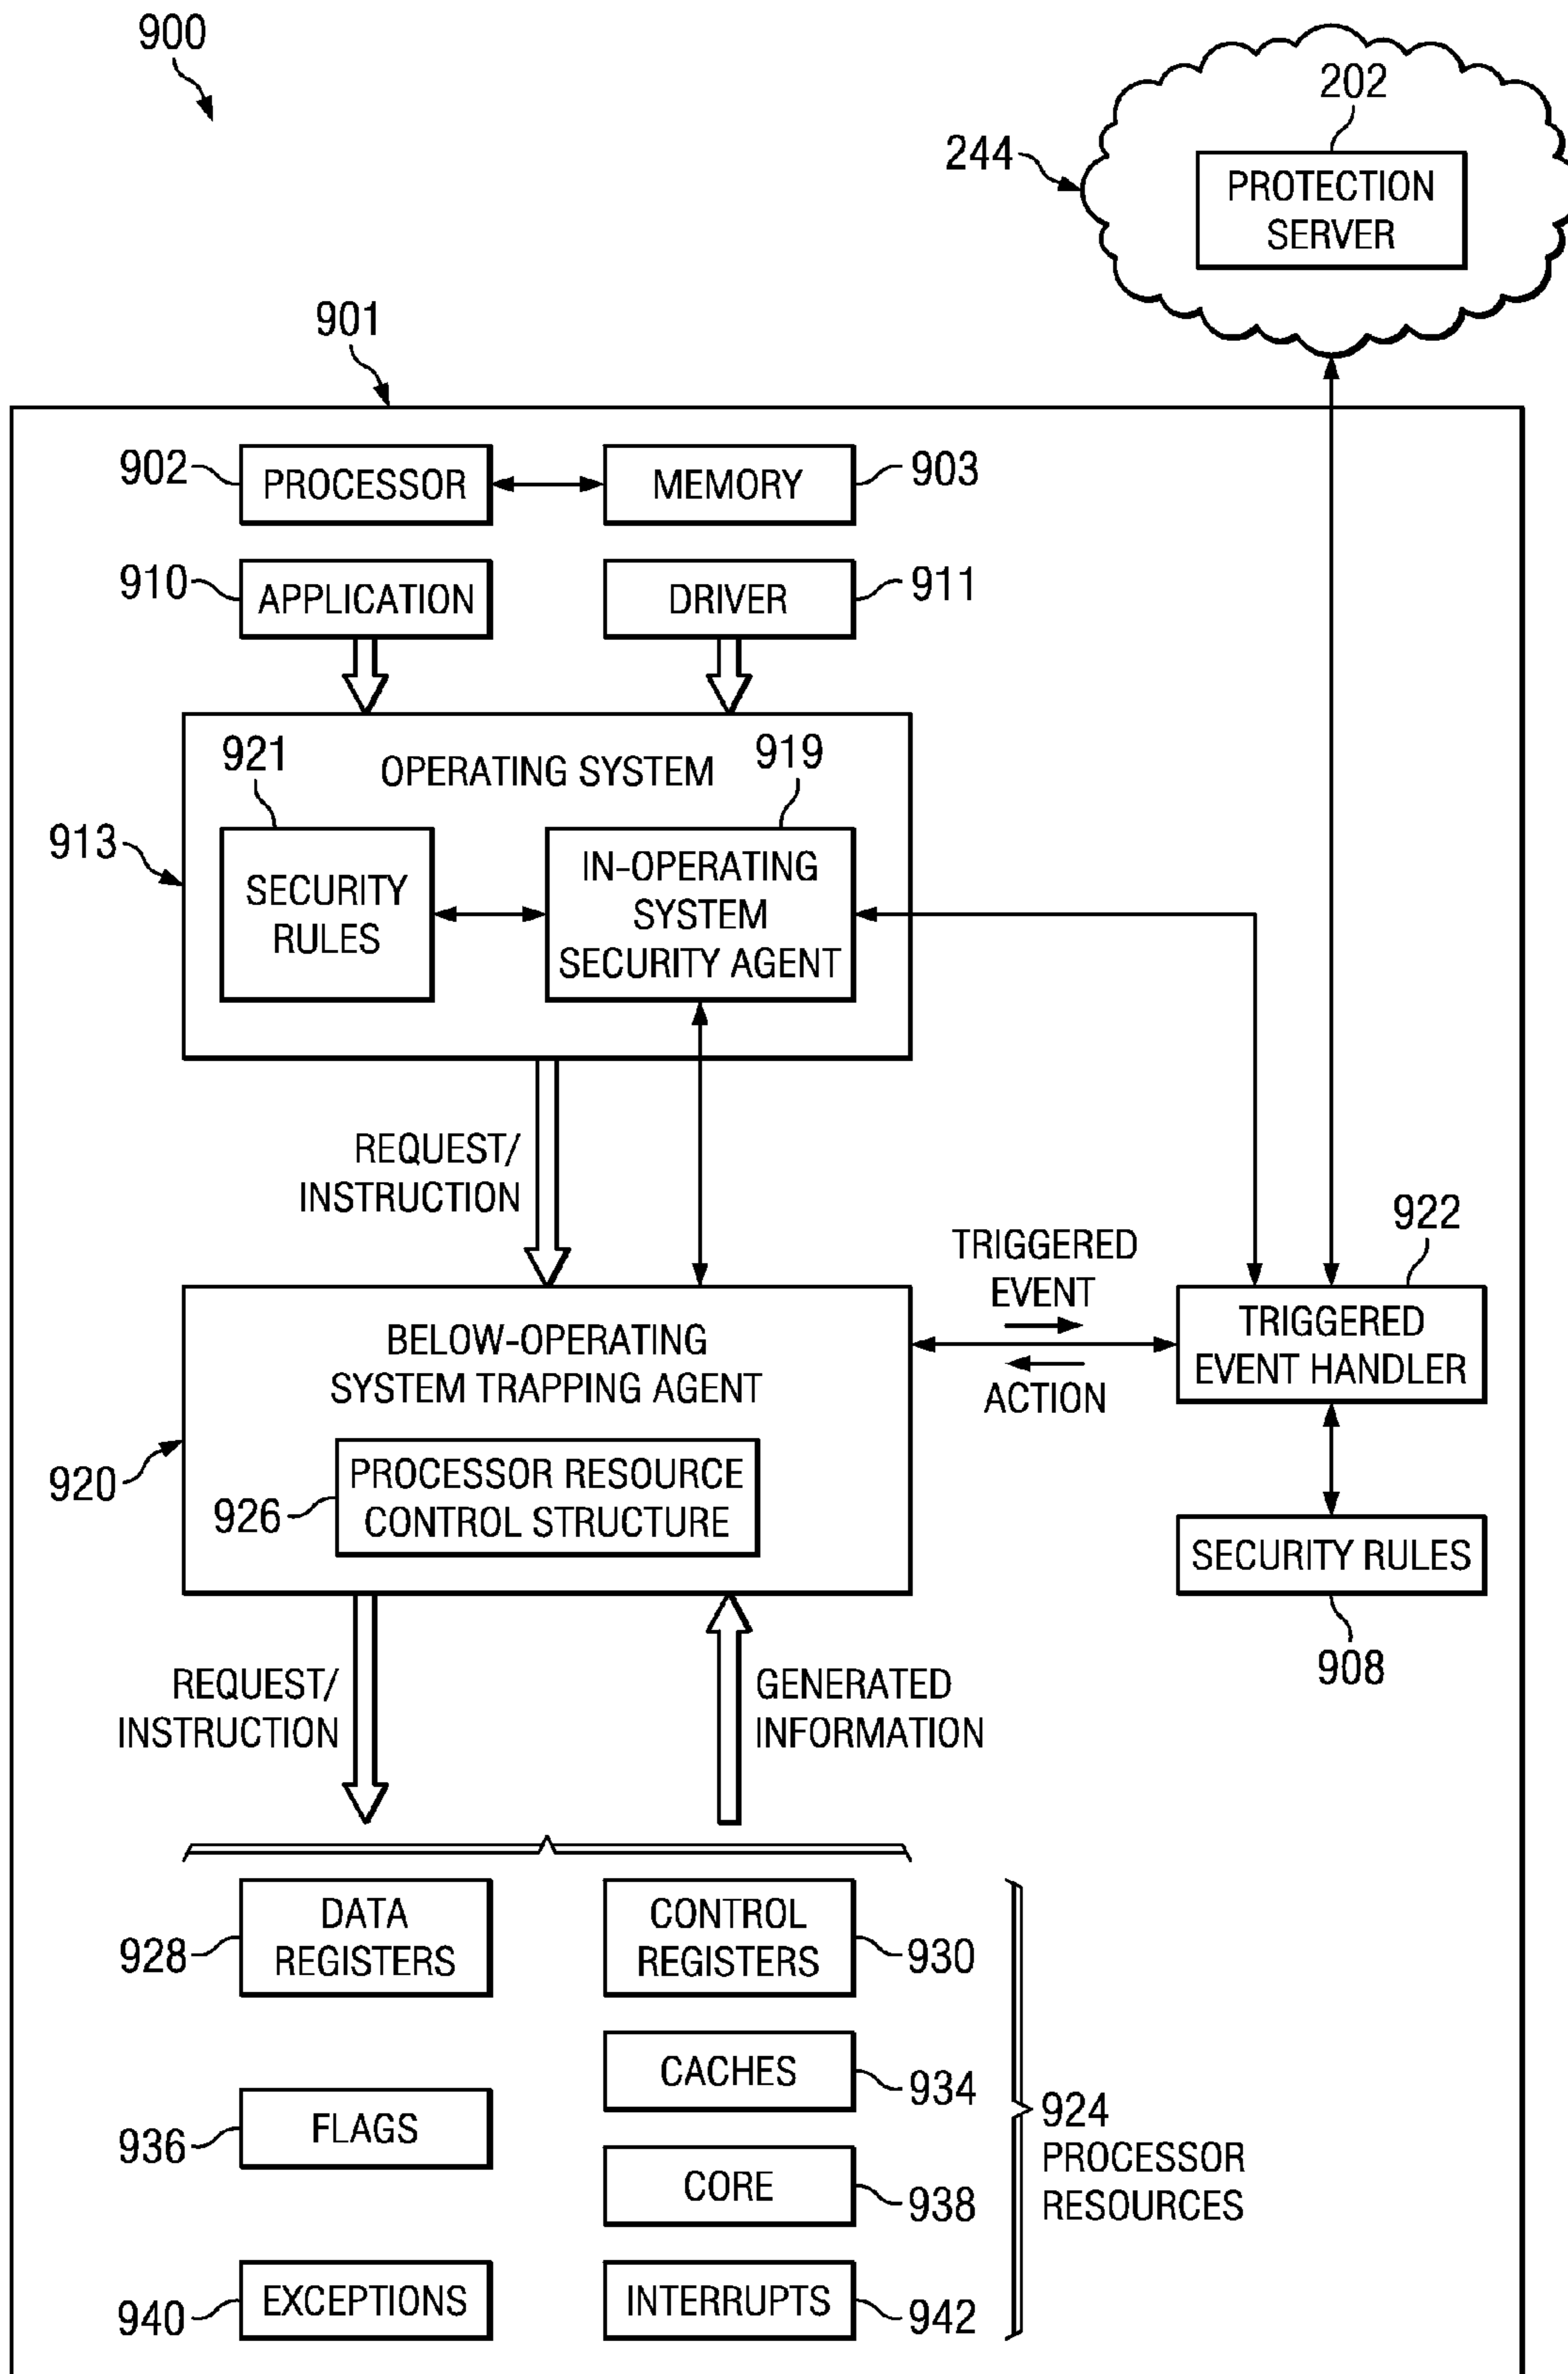 900
202
244
PROTECTION
SERVER
901
902
PROCESSOR
MEMORY
903
910
APPLICATION
DRIVER
911
921
OPERATING SYSTEM
919
913
SECURITY
RULES
IN-OPERATING
SYSTEM
SECURITY AGENT
REQUEST/
INSTRUCTION
TRIGGERED
EVENT
ACTION
922
TRIGGERED
EVENT HANDLER
BELOW-OPERATING
SYSTEM TRAPPING AGENT
920
926
PROCESSOR RESOURCE
CONTROL STRUCTURE
SECURITY RULES
908
REQUEST/
INSTRUCTION
GENERATED
INFORMATION
928
DATA
REGISTERS
CONTROL
REGISTERS
930
CACHES
934
936
FLAGS
924
PROCESSOR
RESOURCES
CORE
938
940
EXCEPTIONS
INTERRUPTS
942